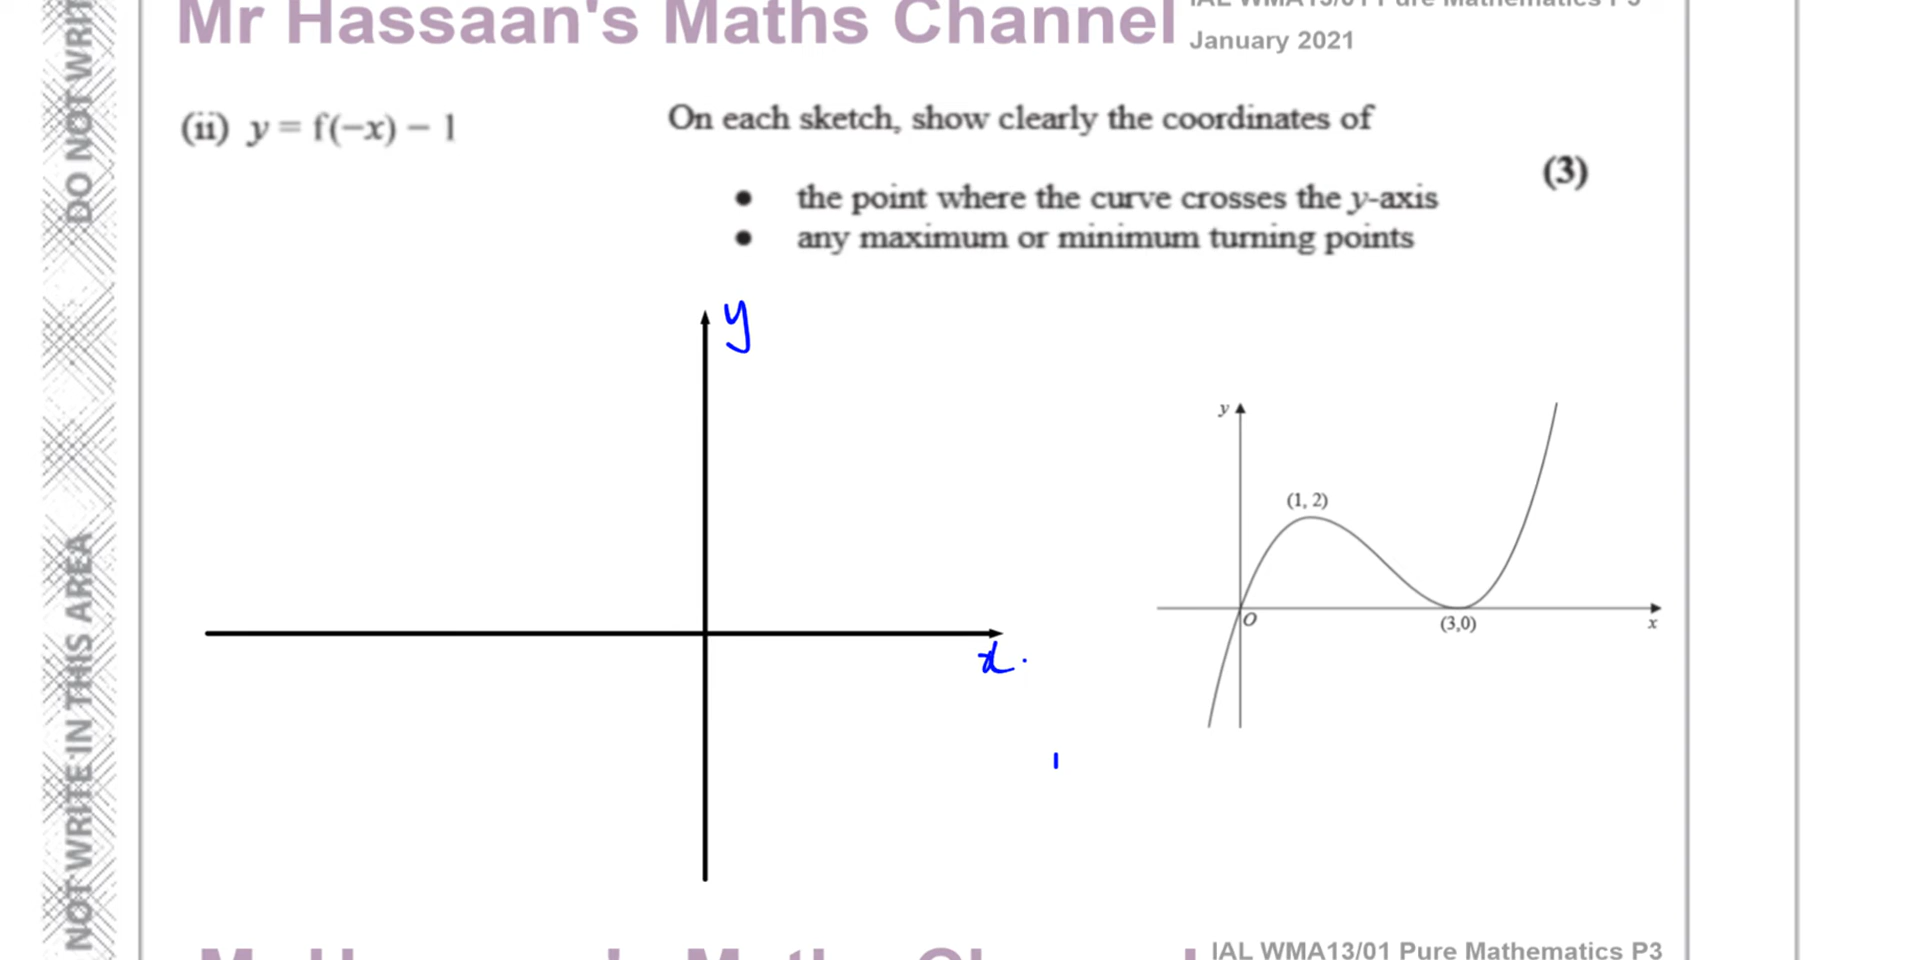 Mr Hassaan's Maths Channel
January 2021
DO NOT WRIT
(ii) y = f(−x) − 1
On each sketch, show clearly the coordinates of
(3)
• the point where the curve crosses the y-axis
• any maximum or minimum turning points
y
y
(1, 2)
O
(3,0)
x
x.
NOT WRITE IN THIS AREA
IAL WMA13/01 Pure Mathematics P3